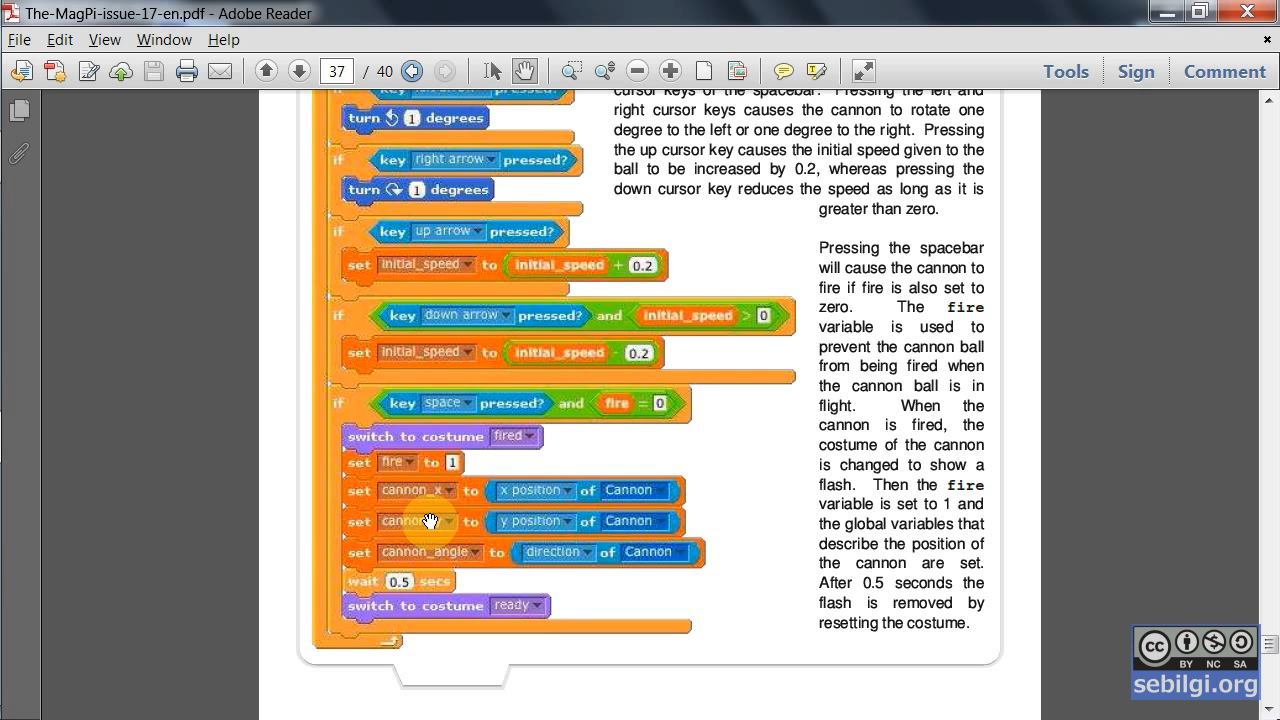 The-MagPi-issue-17-en.pdf - Adobe Reader
File Edit View Window Help
37 / 40
Tools Sign Comment
turn 1 degrees
if key right arrow pressed?
turn 1 degrees
if key up arrow pressed?
set initial_speed to initial_speed + 0.2
if key down arrow pressed? and initial_speed > 0
set initial_speed to initial_speed - 0.2
if key space pressed? and fire = 0
switch to costume fired
set fire to 1
set cannon_x to x position of Cannon
set to y position of Cannon
set cannon_angle to direction of Cannon
wait 0.5 secs
switch to costume ready
cursor keys of the spacebar. Pressing the left and
right cursor keys causes the cannon to rotate one
degree to the left or one degree to the right. Pressing
the up cursor key causes the initial speed given to the
ball to be increased by 0.2, whereas pressing the
down cursor key reduces the speed as long as it is
greater than zero.
Pressing the spacebar
will cause the cannon to
fire if fire is also set to
zero. The fire
variable is used to
prevent the cannon ball
from being fired when
the cannon ball is in
flight. When the
cannon is fired, the
costume of the cannon
is changed to show a
flash. Then the fire
variable is set to 1 and
the global variables that
describe the position of
the cannon are set.
After 0.5 seconds the
flash is removed by
resetting the costume.
cc BY NC SA
sebilgi.org